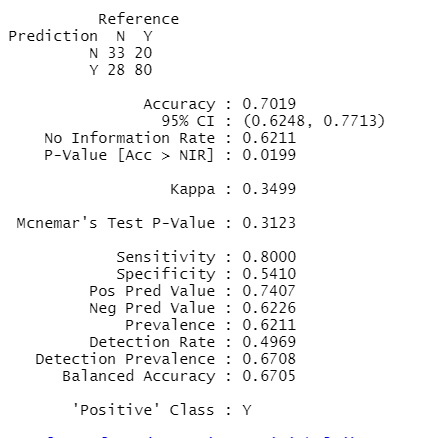 Reference
Prediction N Y
N 33 20
Y 28 80
Accuracy : 0.7019
95% CI : (0.6248, 0.7713)
No Information Rate : 0.6211
P-Value [Acc > NIR] : 0.0199
Kappa : 0.3499
Mcnemar's Test P-Value : 0.3123
Sensitivity : 0.8000
Specificity : 0.5410
Pos Pred Value : 0.7407
Neg Pred Value : 0.6226
Prevalence : 0.6211
Detection Rate : 0.4969
Detection Prevalence : 0.6708
Balanced Accuracy : 0.6705
'Positive' Class : Y